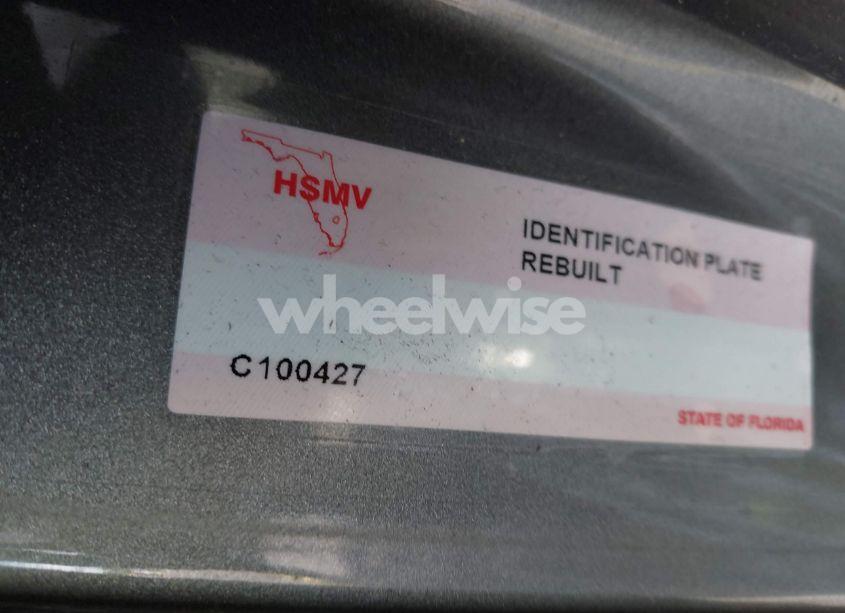 HSMV
IDENTIFICATION PLATE
REBUILT
wheelwise
C100427
STATE OF FLORIDA